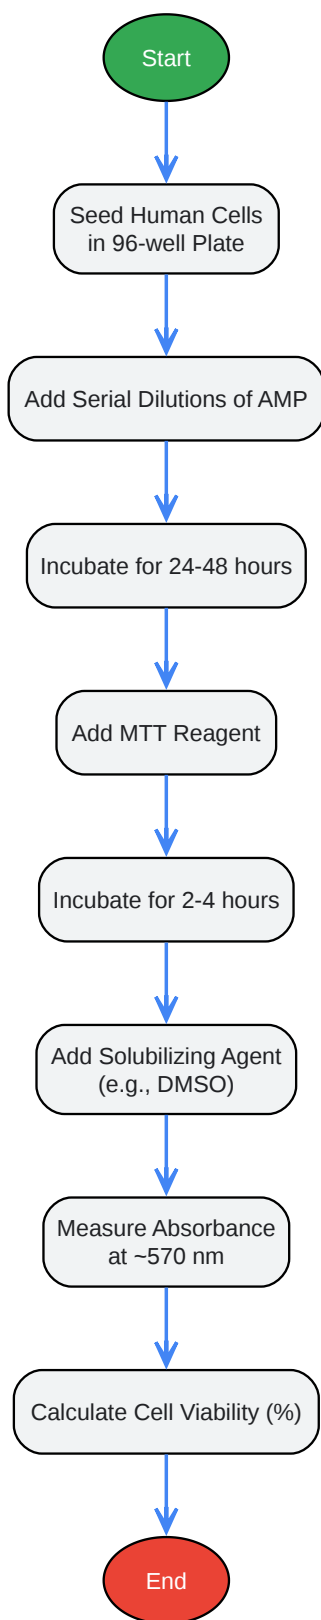 Start
Seed Human Cells
in 96-well Plate
Add Serial Dilutions of AMP
Incubate for 24-48 hours
Add MTT Reagent
Incubate for 2-4 hours
Add Solubilizing Agent
(e.g., DMSO)
Measure Absorbance
at ~570 nm
Calculate Cell Viability (%)
End